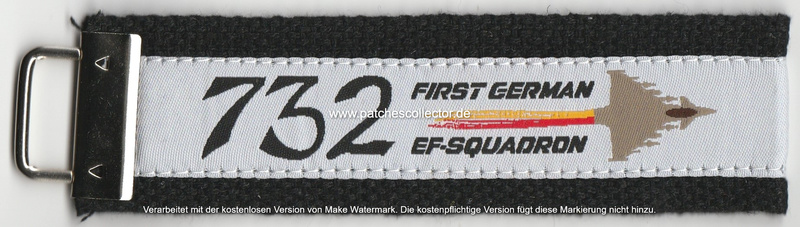 732
FIRST GERMAN
www.patchescollector.de
EF-SQUADRON
Verarbeitet mit der kostenlosen Version von Make Watermark. Die kostenpflichtige Version fügt diese Markierung nicht hinzu.